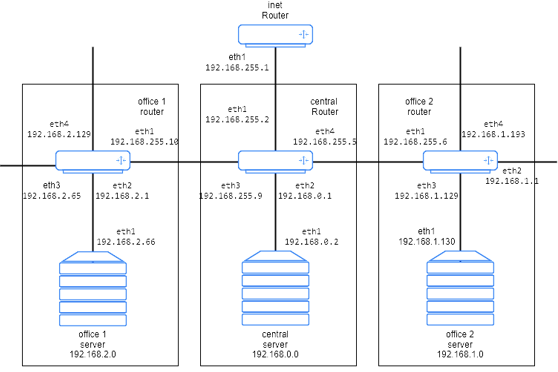 inet
Router
eth1
192.168.255.1
office 1
router
eth4
192.168.2.129
eth1
192.168.255.10
eth3
192.168.2.65
eth2
192.168.2.1
eth1
192.168.2.66
office 1
server
192.168.2.0
central
Router
eth1
192.168.255.2
eth4
192.168.255.5
eth3
192.168.255.9
eth2
192.168.0.1
eth1
192.168.0.2
central
server
192.168.0.0
office 2
router
eth1
192.168.255.6
eth4
192.168.1.193
eth2
192.168.1.1
eth3
192.168.1.129
eth1
192.168.1.130
office 2
server
192.168.1.0